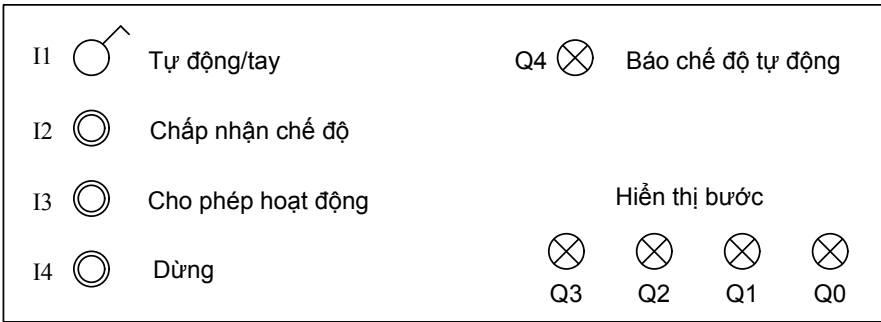 I1 Tự động/tay Q4 Báo chế độ tự động
I2 Chấp nhận chế độ
I3 Cho phép hoạt động Hiển thị bước
I4 Dừng
Q3 Q2 Q1 Q0